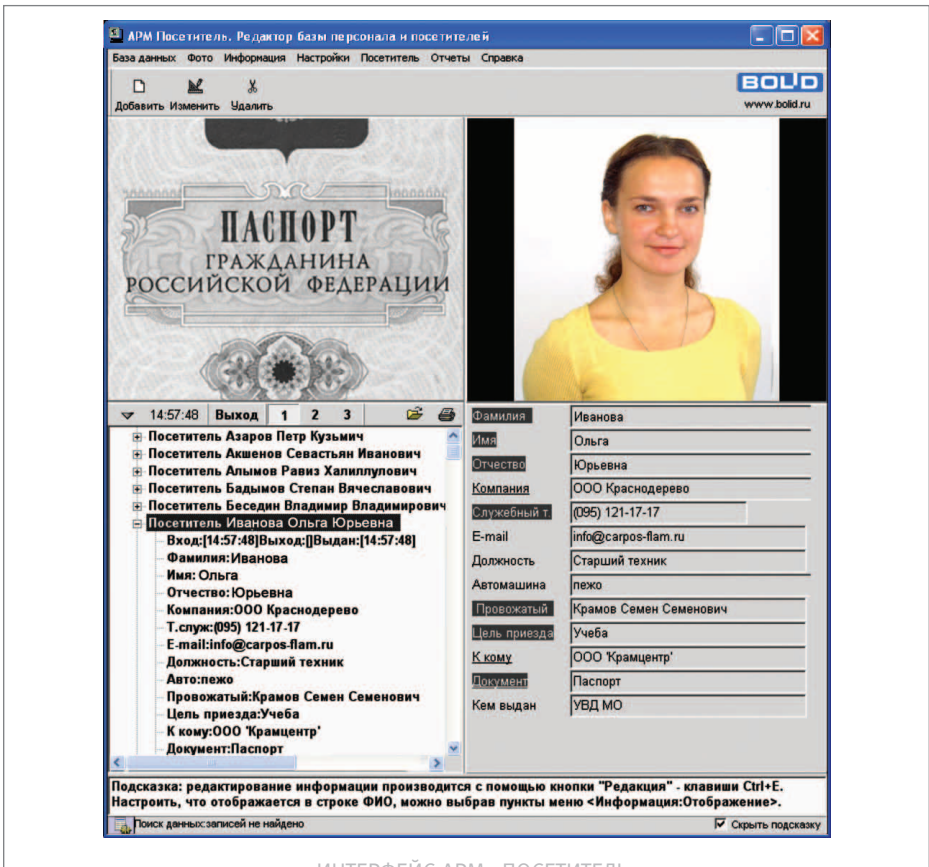 АРМ Посетитель. Редактор базы персонала и посетителей
База данных Фото Информация Настройки Посетитель Отчеты Справка
Добавить Изменить Удалить
BOLID
www.bolid.ru
ПАСПОРТ
ГРАЖДАНИНА
РОССИЙСКОЙ ФЕДЕРАЦИИ
14:57:48 Выход 1 2 3
Посетитель Азаров Петр Кузьмич
Посетитель Акшенов Севастьян Иванович
Посетитель Алымов Равиз Халиллулович
Посетитель Бадымов Степан Вячеславович
Посетитель Беседин Владимир Владимирович
Посетитель Иванова Ольга Юрьевна
Вход:[14:57:48]Выход:[]Выдан:[14:57:48]
Фамилия:Иванова
Имя: Ольга
Отчество:Юрьевна
Компания:ООО Краснодерево
Т.служ:(095) 121-17-17
E-mail:info@carpos-flam.ru
Должность:Старший техник
Авто:пежо
Провожатый:Крамов Семен Семенович
Цель приезда:Учеба
К кому:ООО 'Крамцентр'
Документ:Паспорт
Фамилия Иванова
Имя Ольга
Отчество Юрьевна
Компания ООО Краснодерево
Служебный т. (095) 121-17-17
E-mail info@carpos-flam.ru
Должность Старший техник
Автомашина пежо
Провожатый Крамов Семен Семенович
Цель приезда Учеба
К кому ООО 'Крамцентр'
Документ Паспорт
Кем выдан УВД МО
Подсказка: редактирование информации производится с помощью кнопки "Редакция" - клавиши Ctrl+E.
Настроить, что отображается в строке ФИО, можно выбрав пункты меню <Информация:Отображение>.
Поиск данных:записей не найдено
Скрыть подсказку